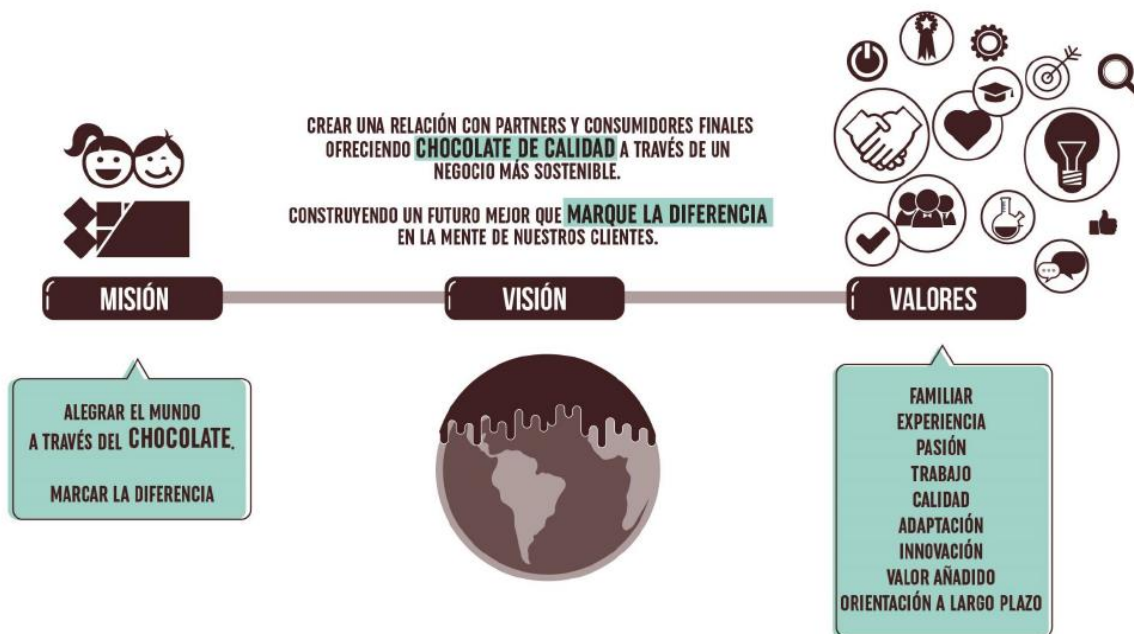 CREAR UNA RELACIÓN CON PARTNERS Y CONSUMIDORES FINALES
OFRECIENDO CHOCOLATE DE CALIDAD A TRAVÉS DE UN
NEGOCIO MÁS SOSTENIBLE.
CONSTRUYENDO UN FUTURO MEJOR QUE MARQUE LA DIFERENCIA
EN LA MENTE DE NUESTROS CLIENTES.
MISIÓN
VISIÓN
VALORES
ALEGRAR EL MUNDO
A TRAVÉS DEL CHOCOLATE.
MARCAR LA DIFERENCIA
FAMILIAR
EXPERIENCIA
PASIÓN
TRABAJO
CALIDAD
ADAPTACIÓN
INNOVACIÓN
VALOR AÑADIDO
ORIENTACIÓN A LARGO PLAZO